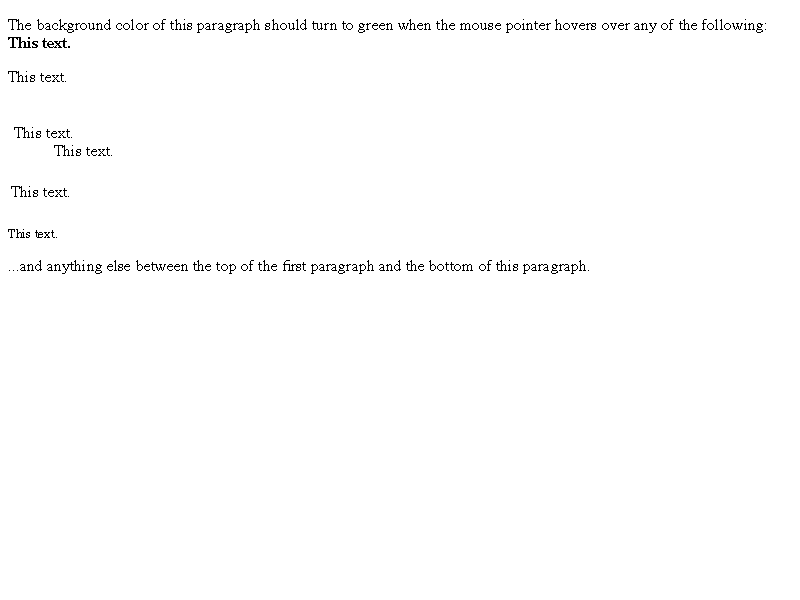 The background color of this paragraph should turn to green when the mouse pointer hovers over any of the following:
This text.
This text.
This text.
This text.
This text.
This text.
...and anything else between the top of the first paragraph and the bottom of this paragraph.